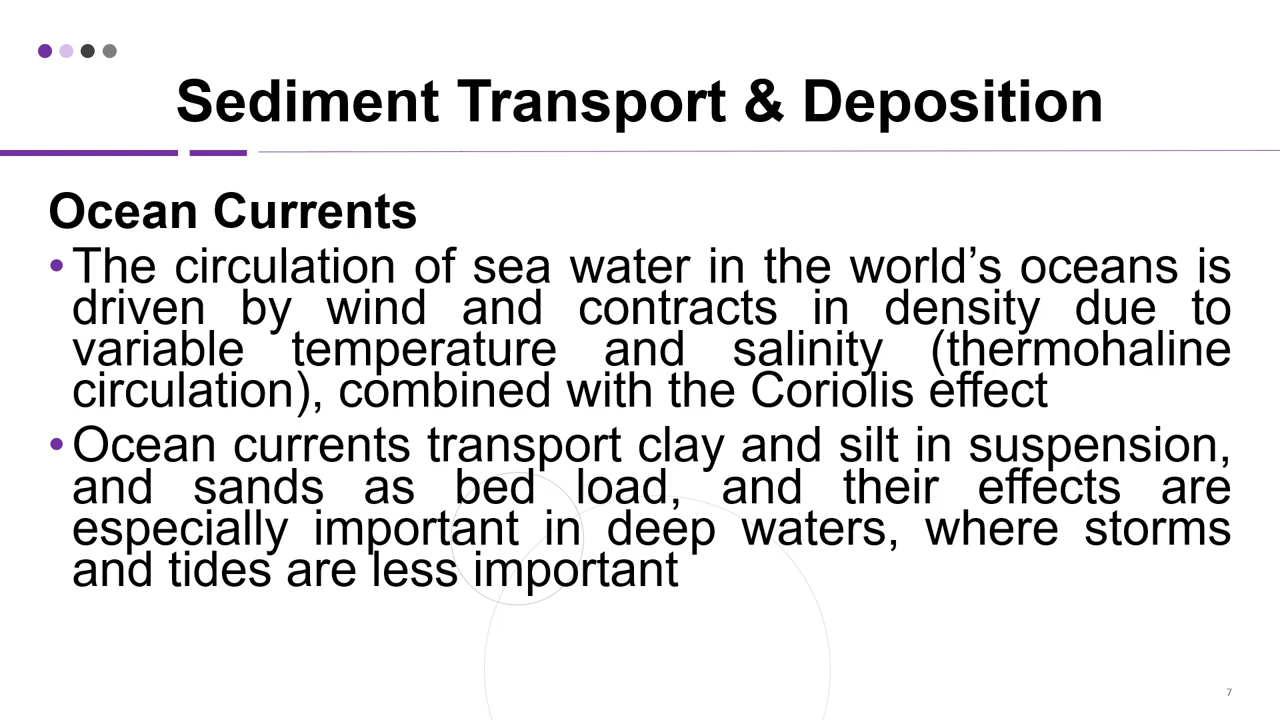 Sediment Transport & Deposition
Ocean Currents
•The circulation of sea water in the world’s oceans is
driven by wind and contracts in density due to
variable temperature and salinity (thermohaline
circulation), combined with the Coriolis effect
•Ocean currents transport clay and silt in suspension,
and sands as bed load, and their effects are
especially important in deep waters, where storms
and tides are less important
7